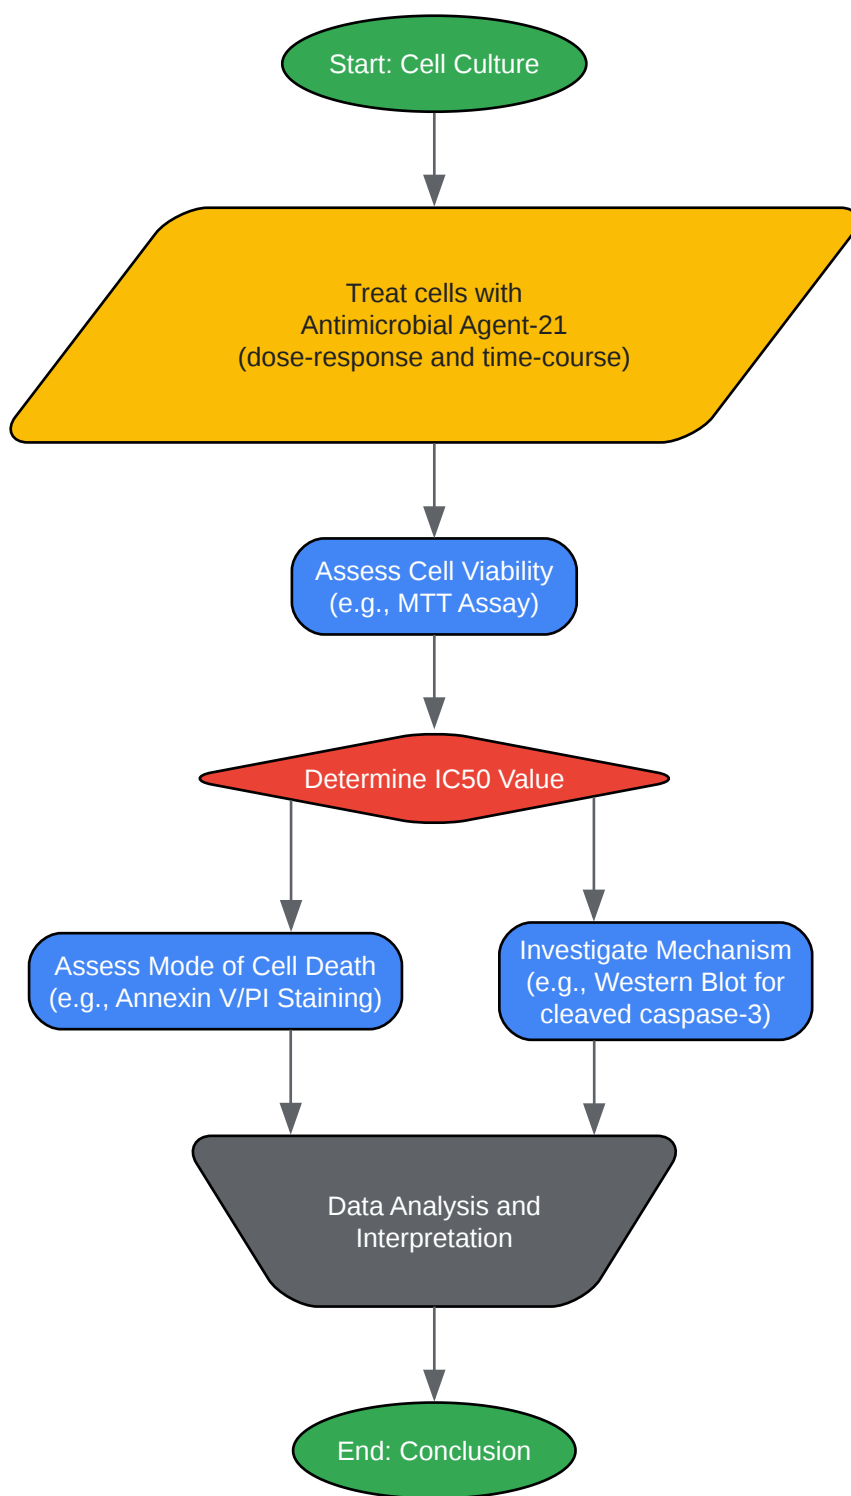 Start: Cell Culture
Treat cells with
Antimicrobial Agent-21
(dose-response and time-course)
Assess Cell Viability
(e.g., MTT Assay)
Determine IC50 Value
Assess Mode of Cell Death
(e.g., Annexin V/PI Staining)
Investigate Mechanism
(e.g., Western Blot for
cleaved caspase-3)
Data Analysis and
Interpretation
End: Conclusion